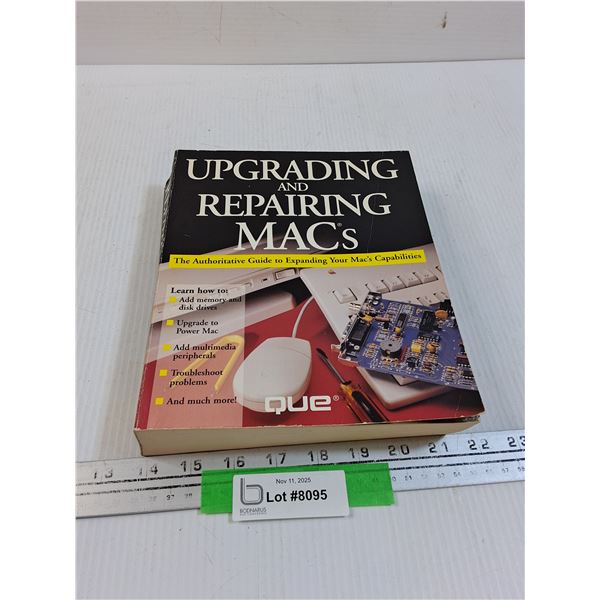 UPGRADING
AND
REPAIRING
MAC®S
The Authoritative Guide to Expanding Your Mac's Capabilities
Learn how to:
Add memory and
disk drives
Upgrade to
Power Mac
Add multimedia
peripherals
Troubleshoot
problems
And much more!
QUE®
13 14 15 16 17 18 19 20 21 22 23
Nov 11, 2025
Lot #8095
BODNARUS